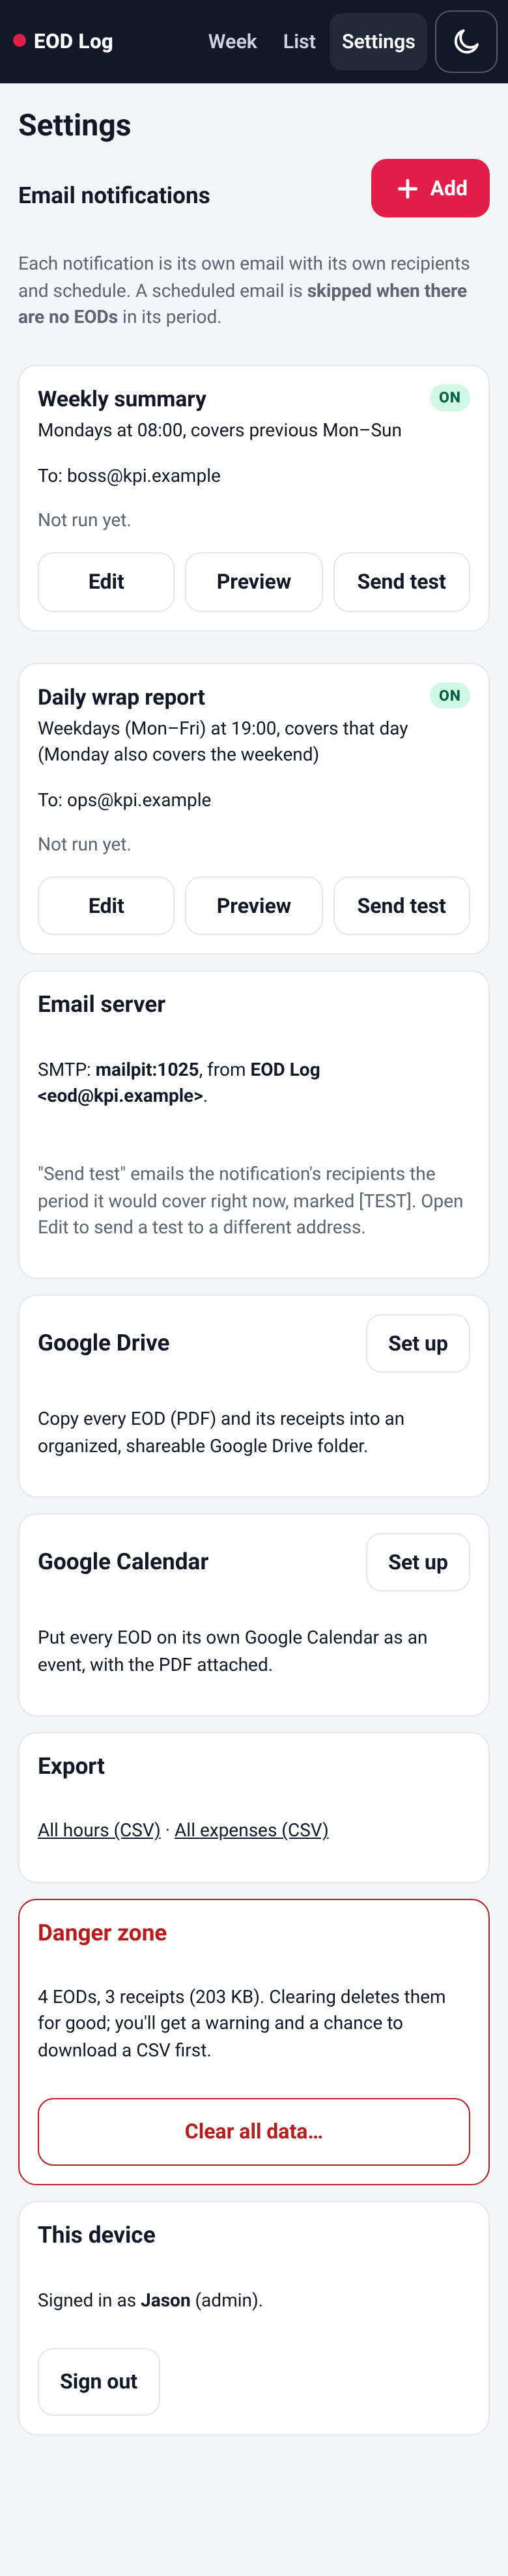 EOD Log
Week
List
Settings
Settings
Email notifications
Add
Each notification is its own email with its own recipients
and schedule. A scheduled email is skipped when there
are no EODs in its period.
Weekly summary
ON
Mondays at 08:00, covers previous Mon–Sun
To: boss@kpi.example
Not run yet.
Edit
Preview
Send test
Daily wrap report
ON
Weekdays (Mon–Fri) at 19:00, covers that day
(Monday also covers the weekend)
To: ops@kpi.example
Not run yet.
Edit
Preview
Send test
Email server
SMTP: mailpit:1025, from EOD Log
<eod@kpi.example>.
"Send test" emails the notification's recipients the
period it would cover right now, marked [TEST]. Open
Edit to send a test to a different address.
Google Drive
Set up
Copy every EOD (PDF) and its receipts into an
organized, shareable Google Drive folder.
Google Calendar
Set up
Put every EOD on its own Google Calendar as an
event, with the PDF attached.
Export
All hours (CSV) · All expenses (CSV)
Danger zone
4 EODs, 3 receipts (203 KB). Clearing deletes them
for good; you'll get a warning and a chance to
download a CSV first.
Clear all data…
This device
Signed in as Jason (admin).
Sign out